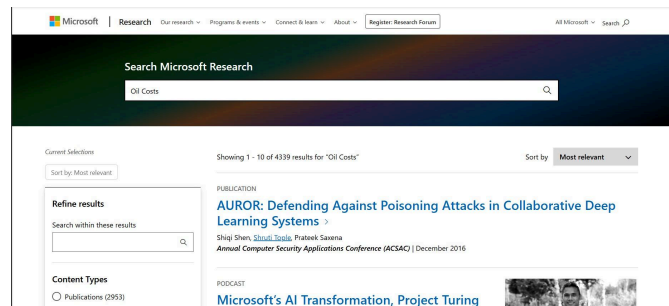 Microsoft Research Our research Programs & events Connect & learn About Register: Research Forum All Microsoft Search
Search Microsoft Research
Oil Costs
Current Selections
Showing 1 - 10 of 4339 results for "Oil Costs" Sort by Most relevant
Sort by: Most relevant
PUBLICATION
Refine results
AUROR: Defending Against Poisoning Attacks in Collaborative Deep
Learning Systems >
Search within these results
Shiqi Shen, Shruti Tople, Prateek Saxena
Annual Computer Security Applications Conference (ACSAC) | December 2016
Content Types
PODCAST
Publications (2953)
Microsoft's AI Transformation, Project Turing